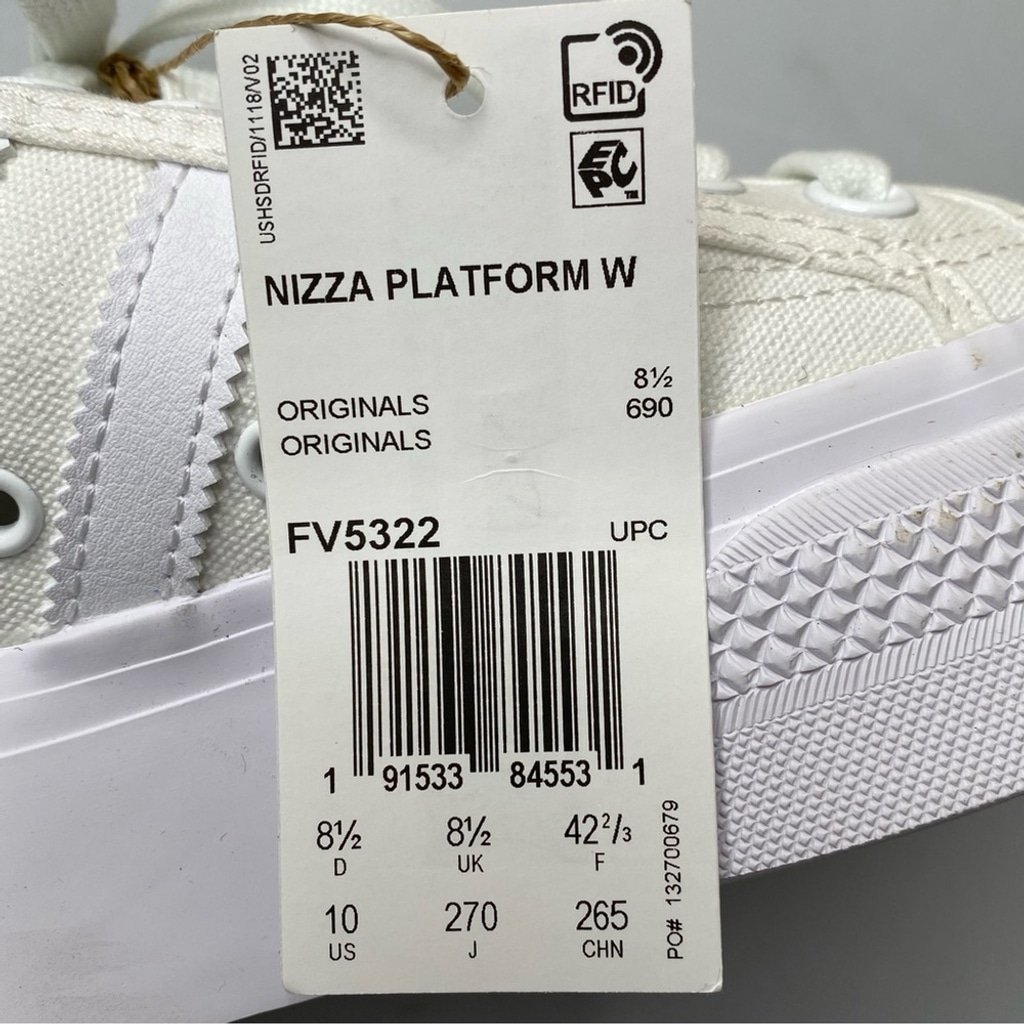 USHSDRFID/1118/V02
RFID
EPC™
NIZZA PLATFORM W
8½
ORIGINALS 690
ORIGINALS
FV5322 UPC
1 91533 84553 1
8½ 8½ 42²/₃
D UK F
10 270 265
US J CHN
PO# 132700679